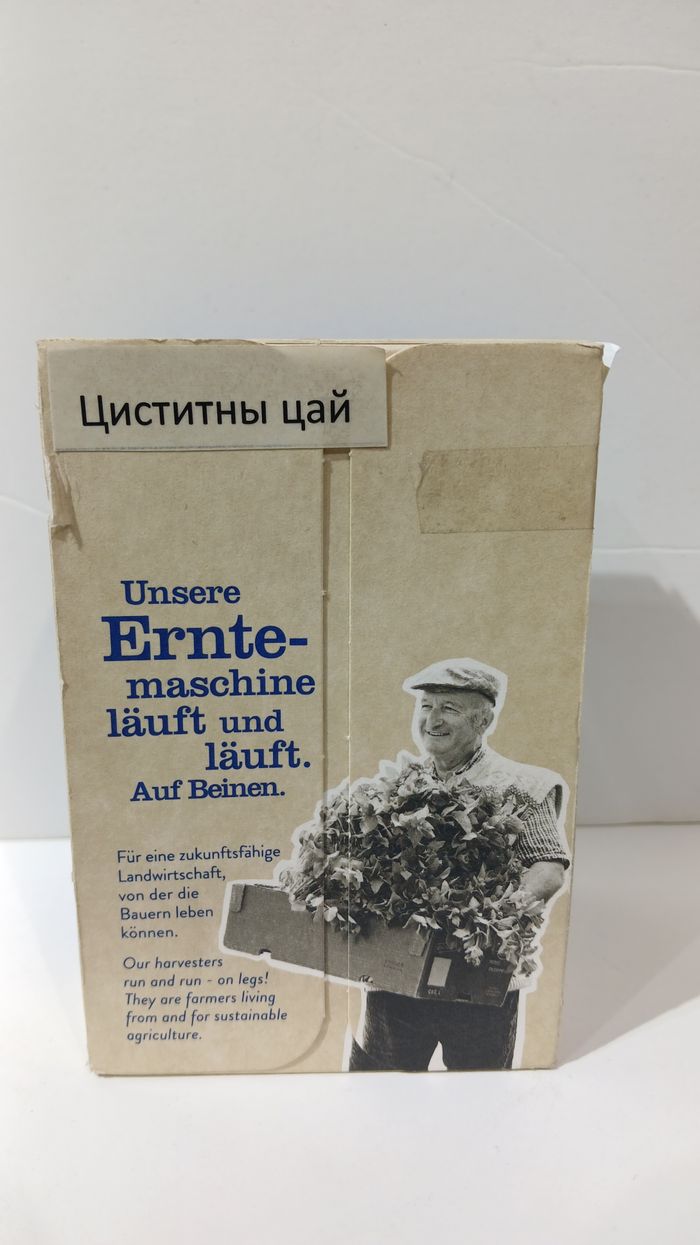 Циститны цай
Unsere
Ernte-
maschine
läuft und
läuft.
Auf Beinen.
Für eine zukunftsfähige
Landwirtschaft,
von der die
Bauern leben
können.
Our harvesters
run and run - on legs!
They are farmers living
from and for sustainable
agriculture.